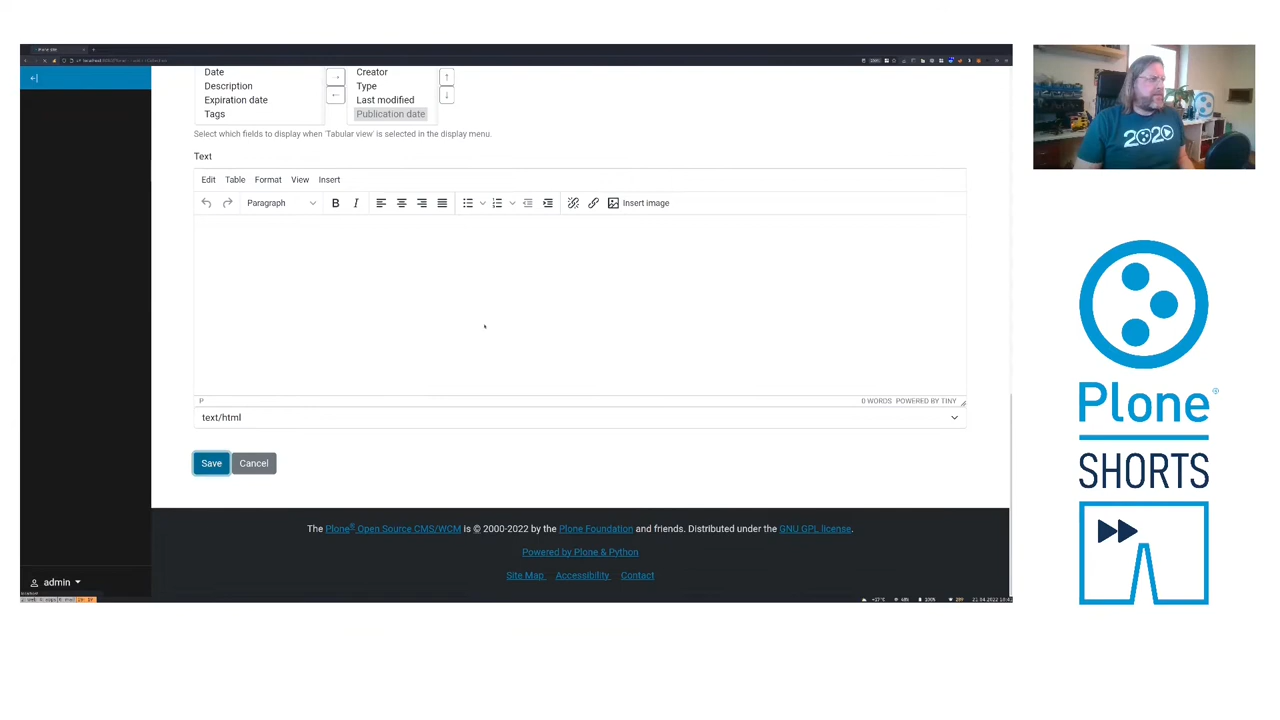 Date
Description
Expiration date
Tags
→
←
Creator
Type
Last modified
Publication date
↑
↓
Select which fields to display when 'Tabular view' is selected in the display menu.
Text
Edit Table Format View Insert
Paragraph B I Insert image
P 0 WORDS POWERED BY TINY
text/html
Save Cancel
The Plone® Open Source CMS/WCM is © 2000-2022 by the Plone Foundation and friends. Distributed under the GNU GPL license.
Powered by Plone & Python
Site Map Accessibility Contact
admin
2020
Plone®
SHORTS